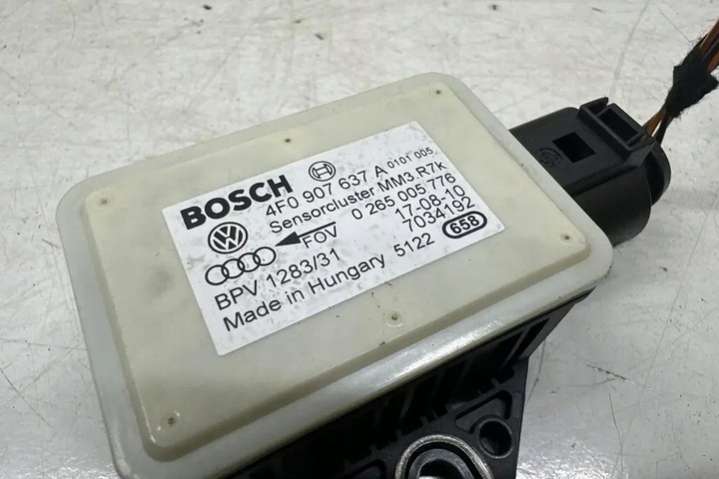 BOSCH 4F0 907 637 A 0101 005
Sensorcluster MM3.R7k
FOV 0 265 005 776
17-08-10
BPV 1283/31 7034192
Made in Hungary 5122 658